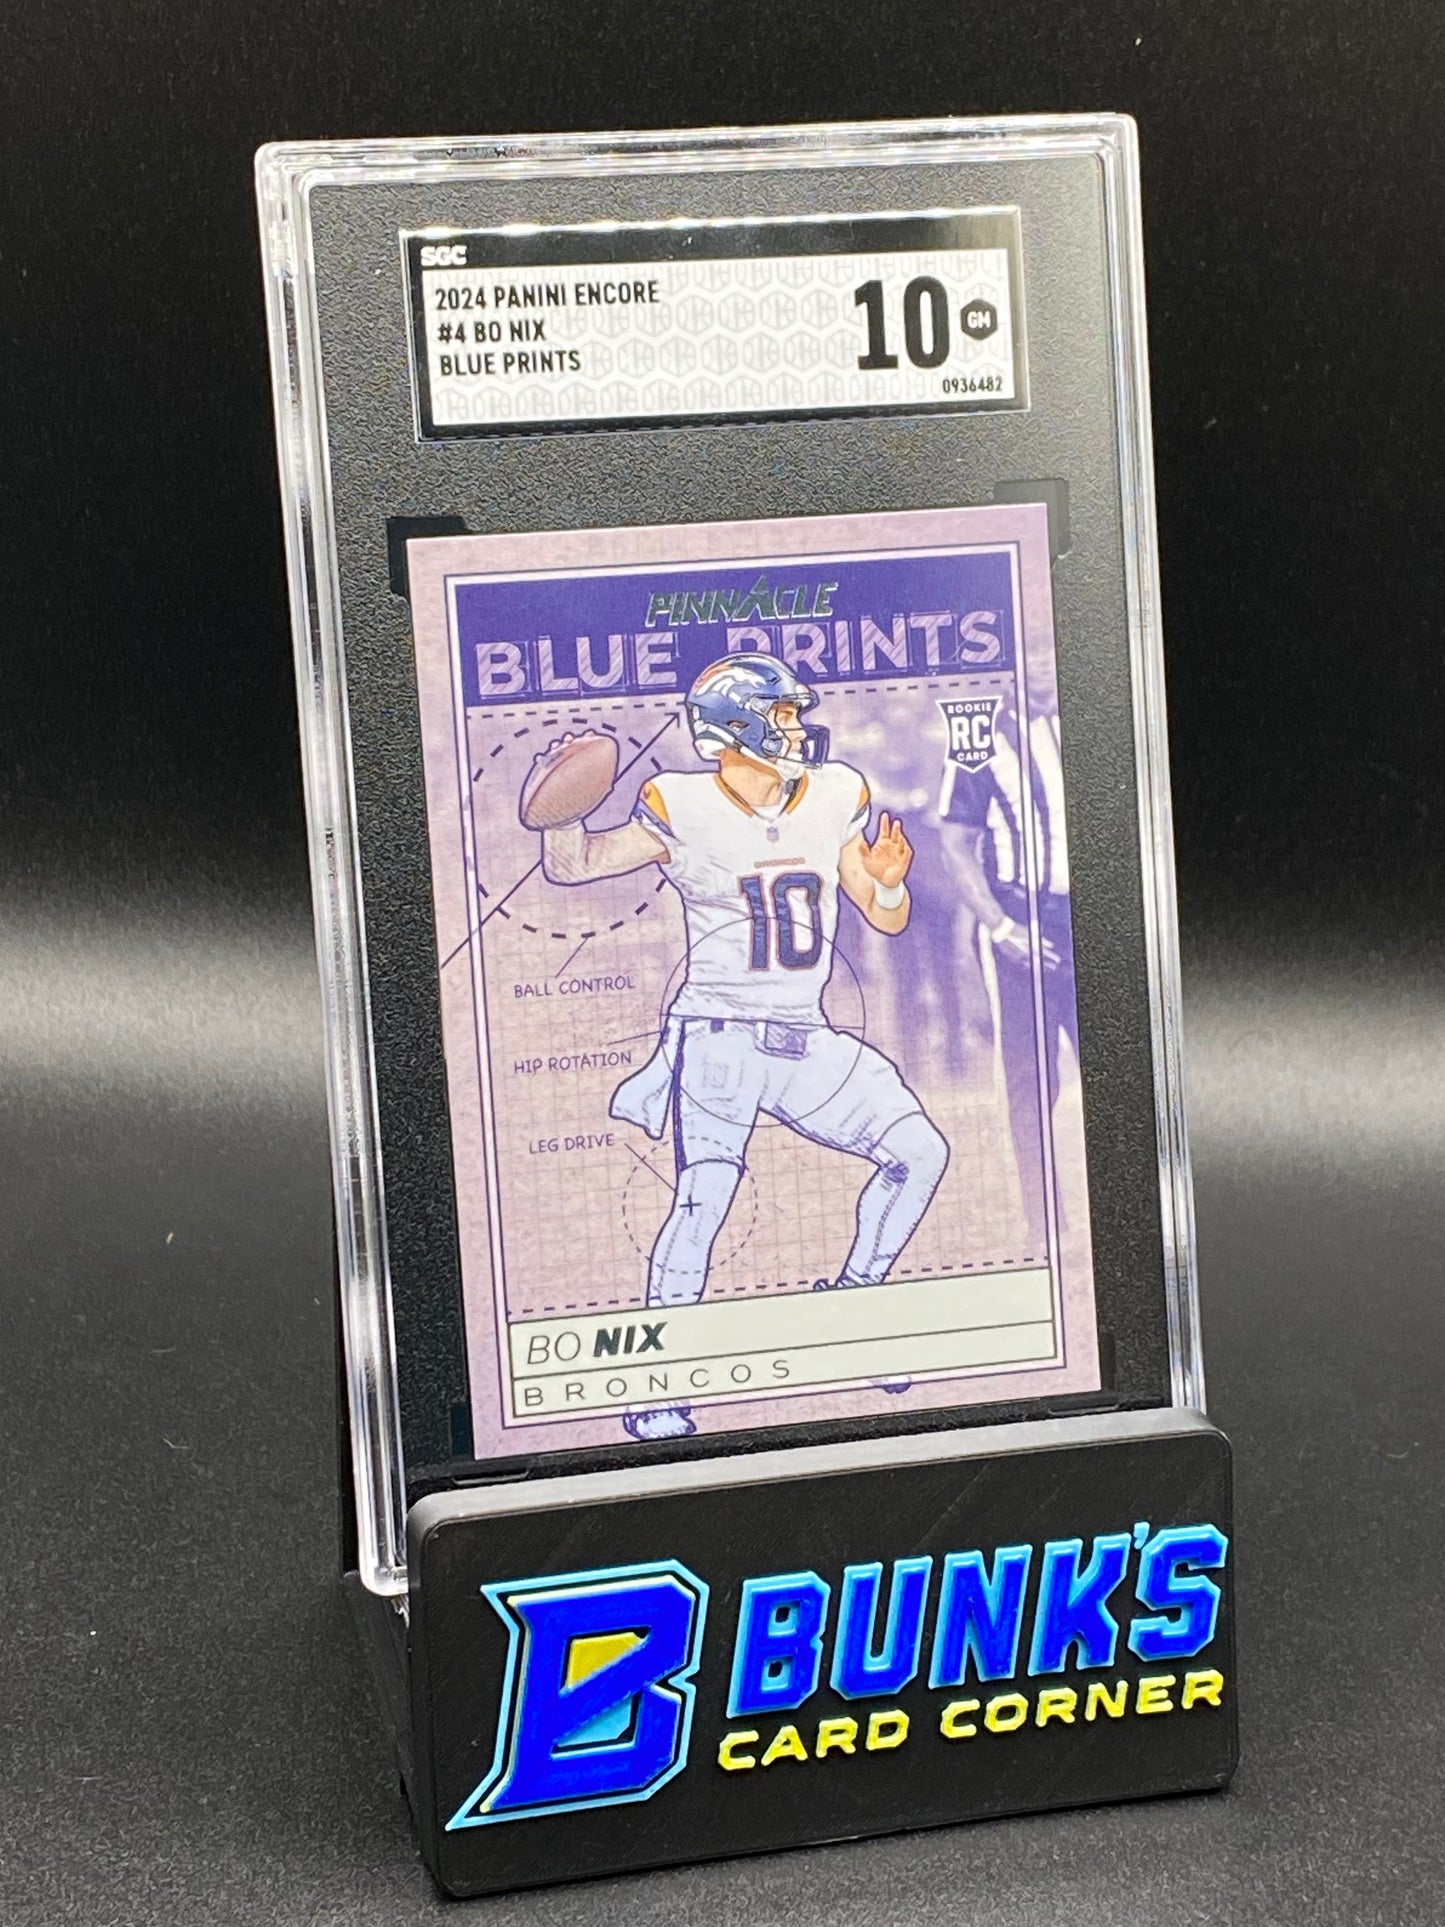 SGC
2024 PANINI ENCORE
#4 BO NIX
BLUE PRINTS
10 GM
0936482
PINNACLE
BLUE PRINTS
ROOKIE
RC
CARD
BRONCOS
10
BALL CONTROL
HIP ROTATION
LEG DRIVE
BO NIX
BRONCOS
B BUNK'S
CARD CORNER